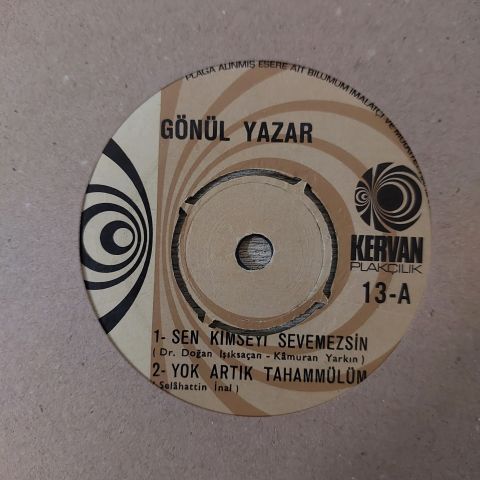 PLAĞA ALINMIŞ ESERE AİT BİLUMUM İMALATÇI VE
GÖNÜL YAZAR
KERVAN
PLAKÇILIK
13-A
1- SEN KİMSEYİ SEVEMEZSİN
( Dr. Doğan Işıksaçan - Kâmuran Yarkın )
2- YOK ARTIK TAHAMMÜLÜM
( Selâhattin İnal )